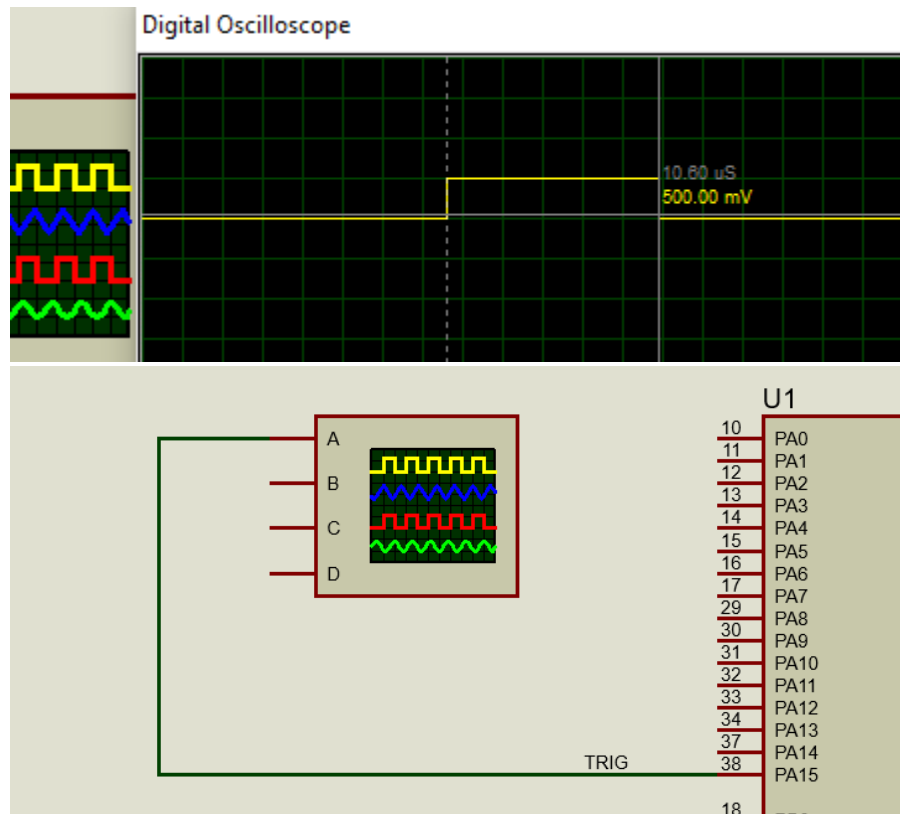 Digital Oscilloscope
10.60 uS
500.00 mV
U1
A
B
C
D
10 PA0
11 PA1
12 PA2
13 PA3
14 PA4
15 PA5
16 PA6
17 PA7
29 PA8
30 PA9
31 PA10
32 PA11
33 PA12
34 PA13
37 PA14
TRIG 38 PA15
18